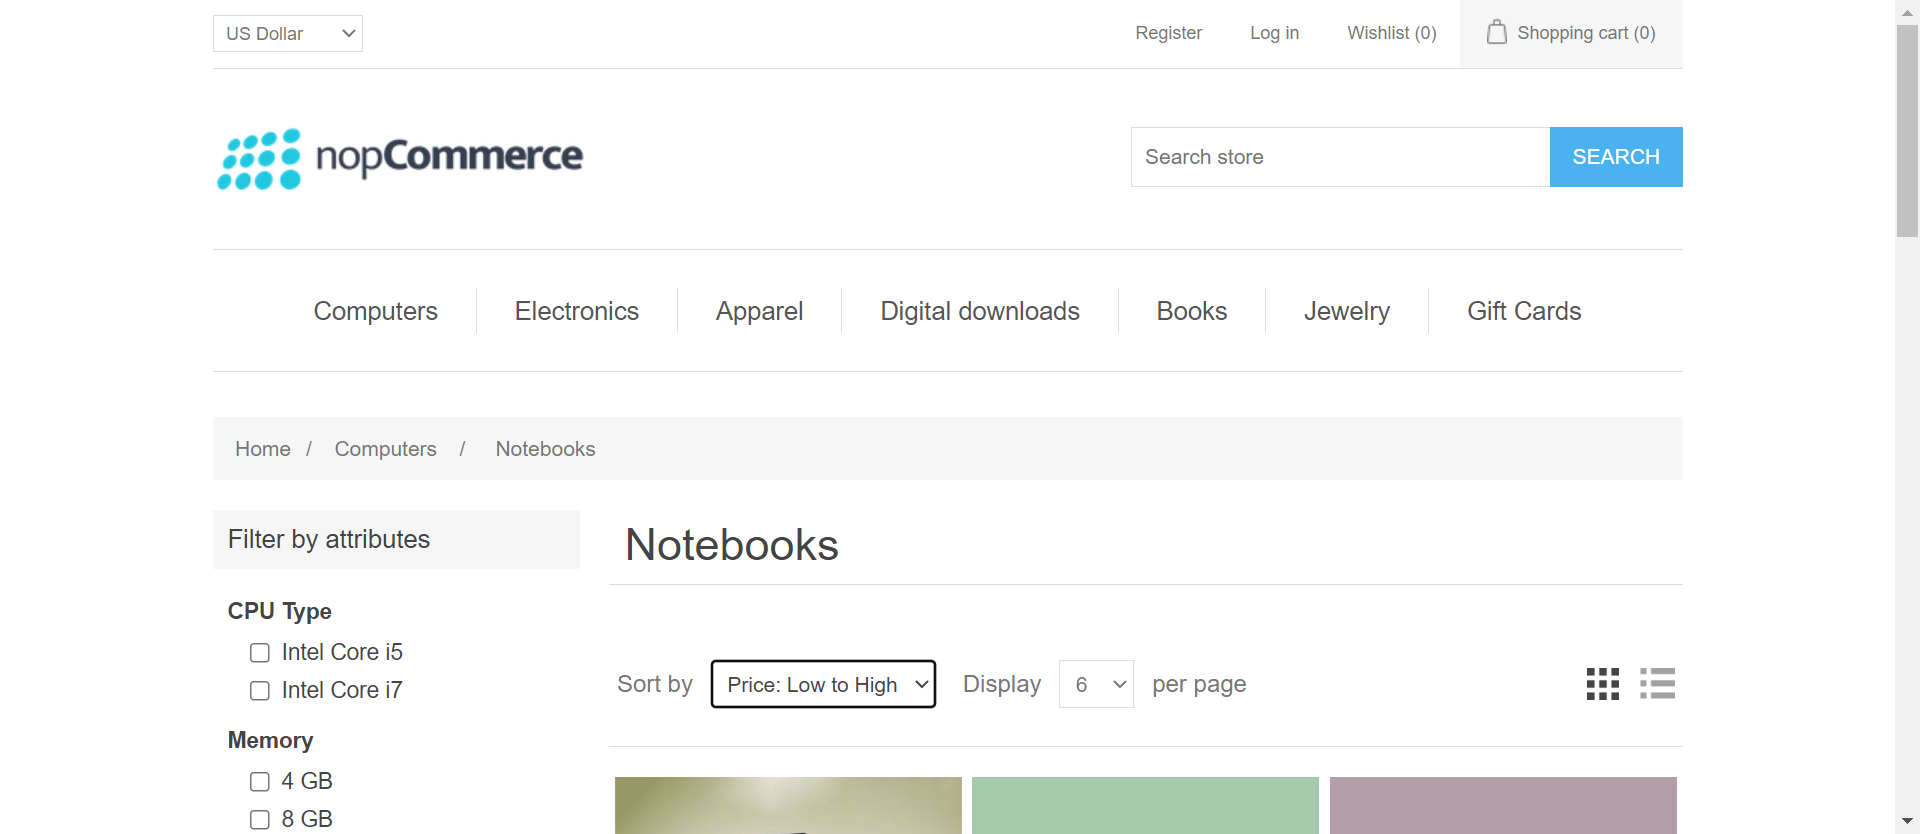 US Dollar
Register
Log in
Wishlist (0)
Shopping cart (0)
nopCommerce
Search store
SEARCH
Computers
Electronics
Apparel
Digital downloads
Books
Jewelry
Gift Cards
Home / Computers / Notebooks
Filter by attributes
CPU Type
Intel Core i5
Intel Core i7
Memory
4 GB
8 GB
Notebooks
Sort by Price: Low to High Display 6 per page